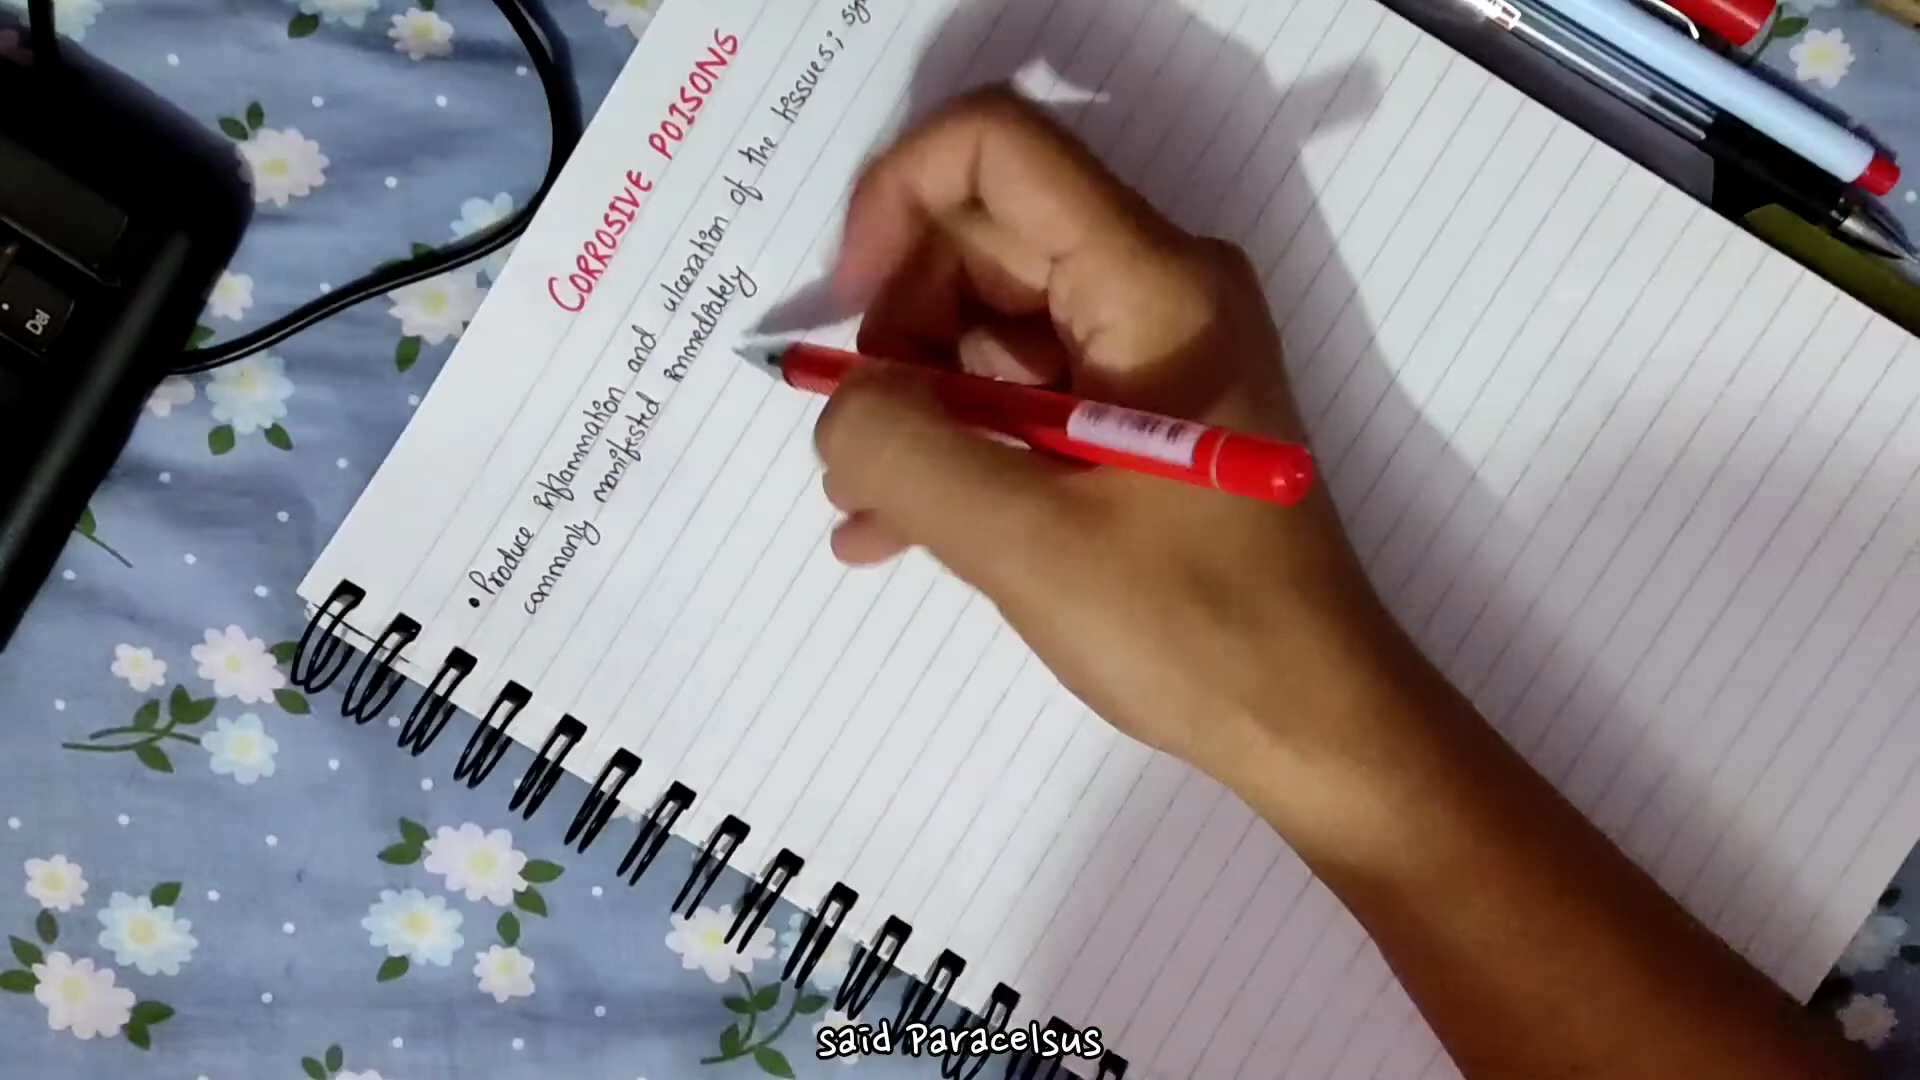 CORROSIVE POISONS
• Produce inflammation and ulceration of the tissues;
commonly manifested immediately
Del
said Paracelsus